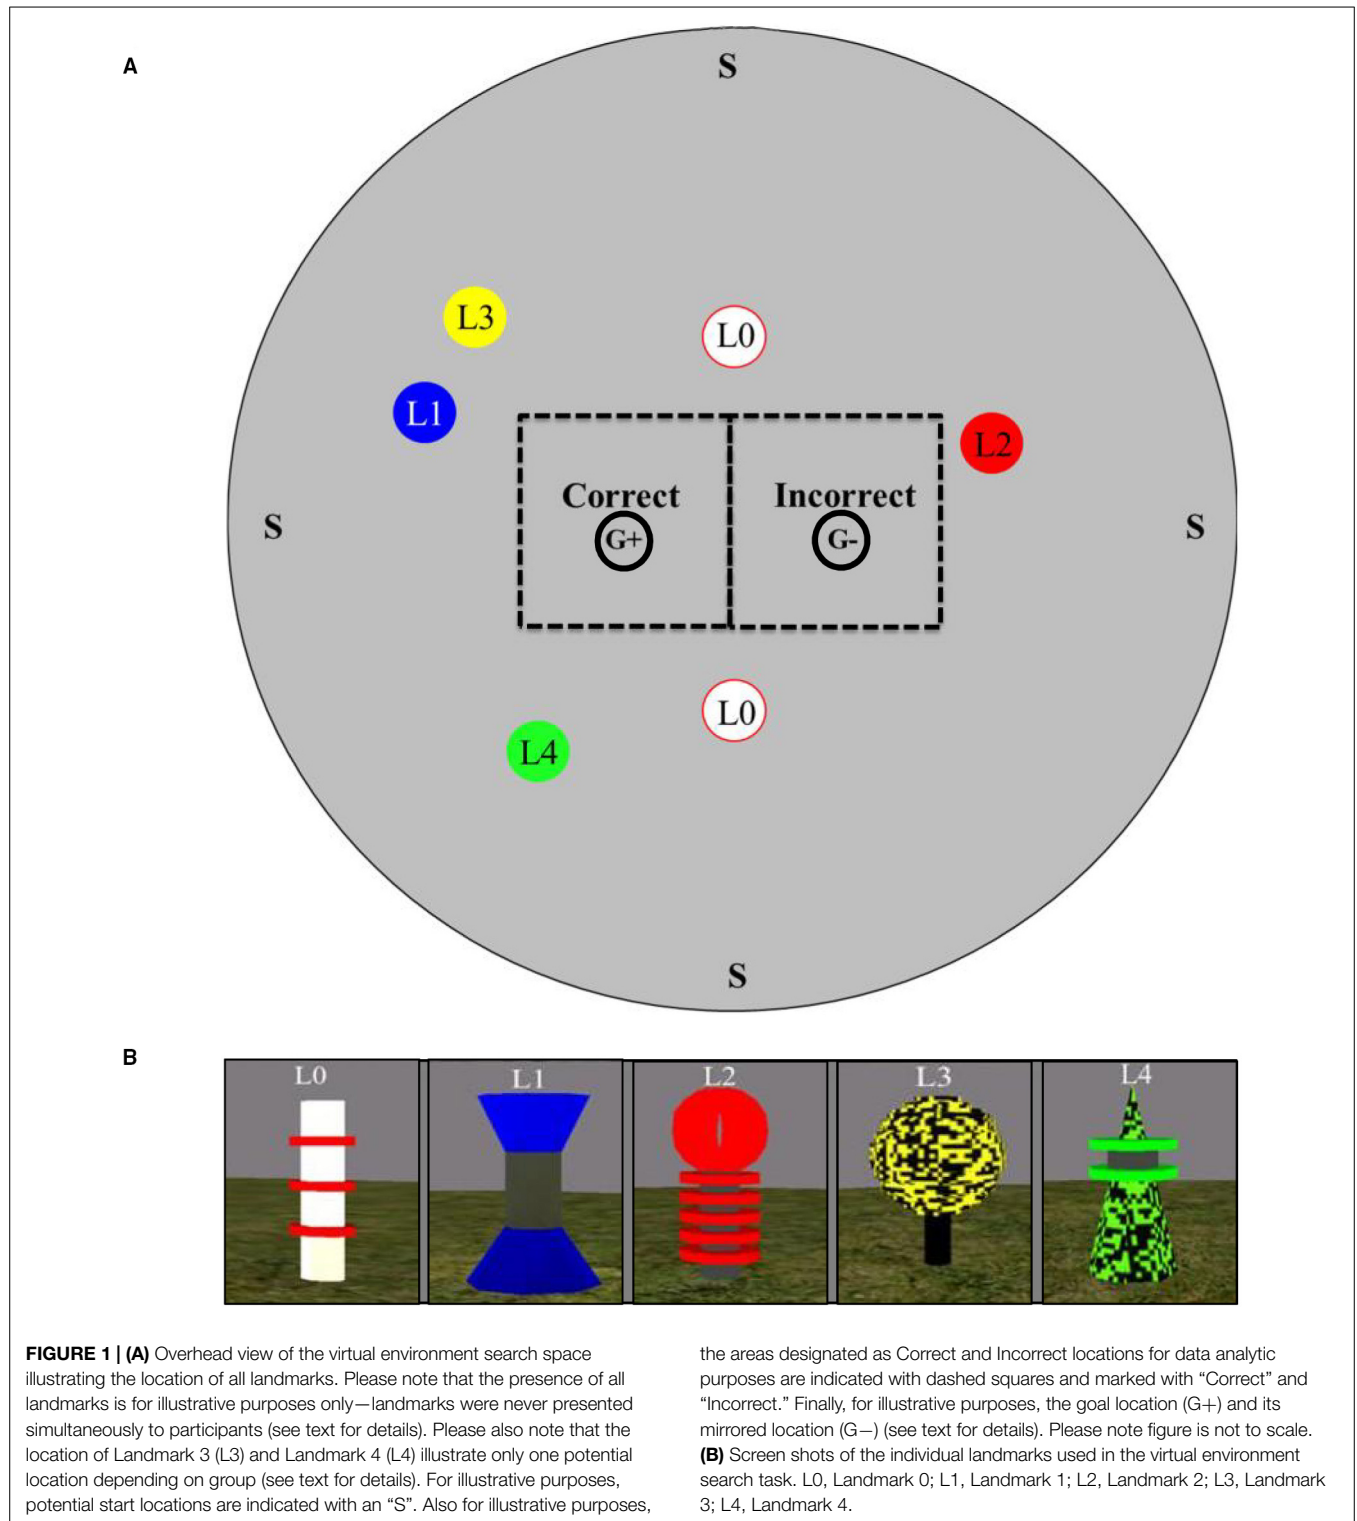 A
S
L3
L0
L1
L2
Correct
Incorrect
S
G+
G-
S
L0
L4
S
B
L0
L1
L2
L3
L4
FIGURE 1 | (A) Overhead view of the virtual environment search space
illustrating the location of all landmarks. Please note that the presence of all
landmarks is for illustrative purposes only—landmarks were never presented
simultaneously to participants (see text for details). Please also note that the
location of Landmark 3 (L3) and Landmark 4 (L4) illustrate only one potential
location depending on group (see text for details). For illustrative purposes,
potential start locations are indicated with an “S”. Also for illustrative purposes,
the areas designated as Correct and Incorrect locations for data analytic
purposes are indicated with dashed squares and marked with “Correct” and
“Incorrect.” Finally, for illustrative purposes, the goal location (G+) and its
mirrored location (G−) (see text for details). Please note figure is not to scale.
(B) Screen shots of the individual landmarks used in the virtual environment
search task. L0, Landmark 0; L1, Landmark 1; L2, Landmark 2; L3, Landmark
3; L4, Landmark 4.